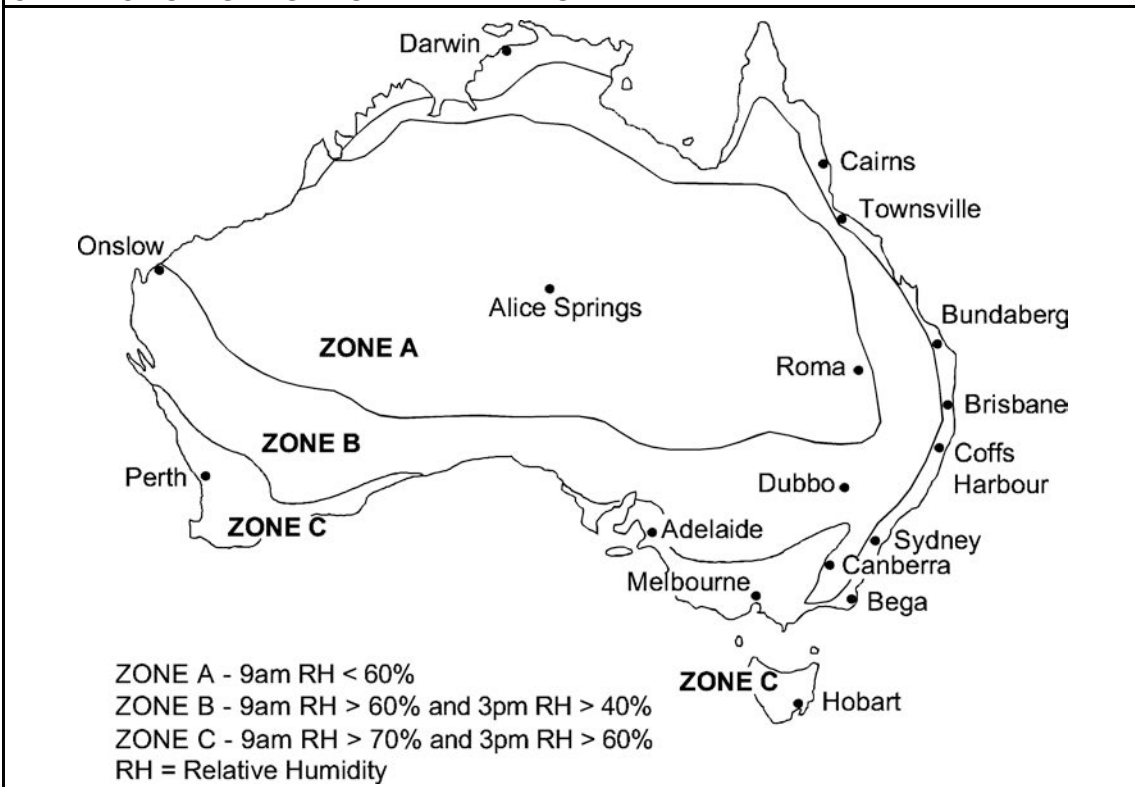 Darwin
Cairns
Townsville
Onslow
Alice Springs
Bundaberg
ZONE A
Roma
Brisbane
ZONE B
Coffs
Harbour
Perth
Dubbo
ZONE C
Adelaide
Sydney
Canberra
Melbourne
Bega
ZONE A - 9am RH < 60%
ZONE C
ZONE B - 9am RH > 60% and 3pm RH > 40%
Hobart
ZONE C - 9am RH > 70% and 3pm RH > 60%
RH = Relative Humidity